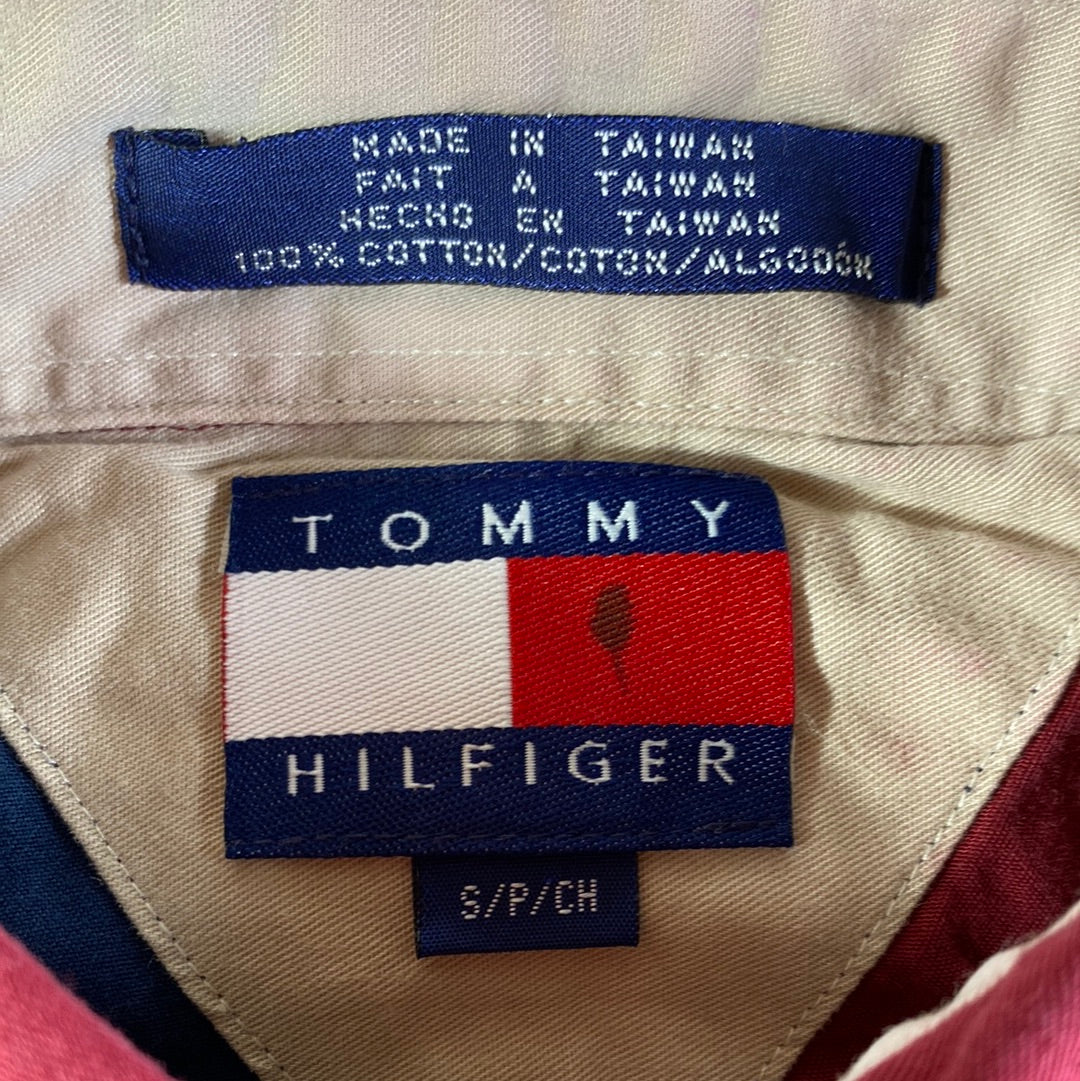 MADE IN TAIWAN
FAIT A TAIWAN
HECHO EN TAIWAN
100% COTTON/COTON/ALGODÓN
TOMMY
HILFIGER
S/P/CH